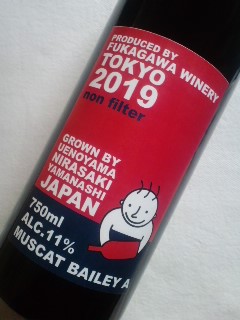 PRODUCED BY
FUKAGAWA WINERY
TOKYO
2019
non filter
GROWN BY
UENOYAMA
NIRASAKI
YAMANASHI
JAPAN
750ml
ALC.11%
MUSCAT BAILEY A